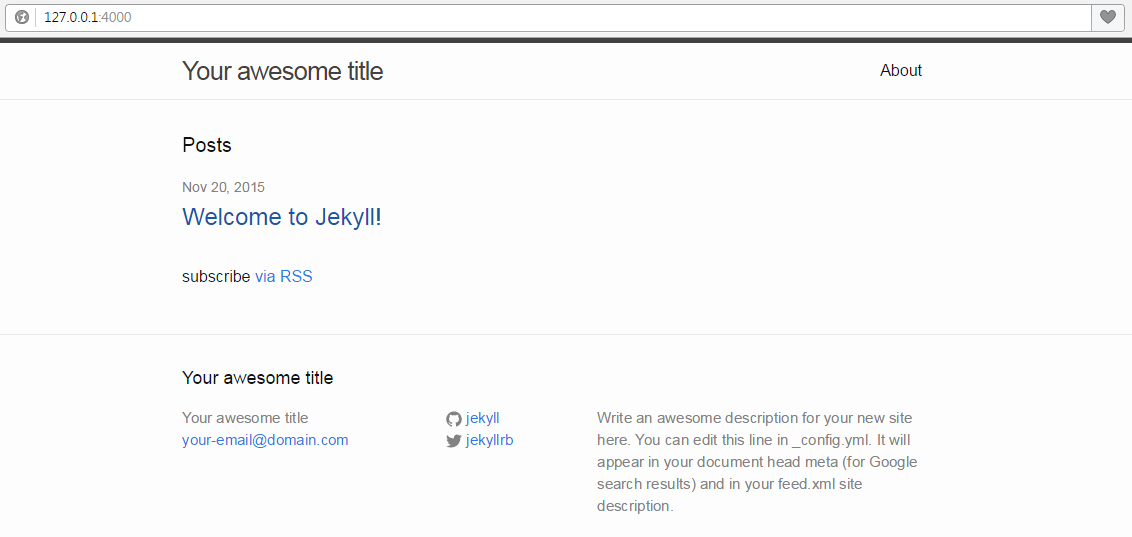 127.0.0.1:4000
Your awesome title
About
Posts
Nov 20, 2015
Welcome to Jekyll!
subscribe via RSS
Your awesome title
Your awesome title
your-email@domain.com
jekyll
jekyllrb
Write an awesome description for your new site
here. You can edit this line in _config.yml. It will
appear in your document head meta (for Google
search results) and in your feed.xml site
description.